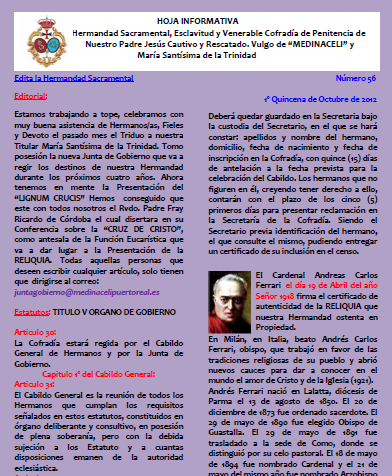 HOJA INFORMATIVA
Hermandad Sacramental, Esclavitud y Venerable Cofradía de Penitencia de
Nuestro Padre Jesús Cautivo y Rescatado. Vulgo de “MEDINACELI” y
María Santísima de la Trinidad
Edita la Hermandad Sacramental
Número 56
Editorial:
Estamos trabajando a tope, celebramos con
muy buena asistencia de Hermanos/as, Fieles
y Devoto el pasado mes el Triduo a nuestra
Titular María Santísima de la Trinidad. Tomo
posesión la nueva Junta de Gobierno que va a
regir los destinos de nuestra Hermandad
durante los próximos cuatro años. Ahora
tenemos en mente la Presentación del
“LIGNUM CRUCIS” Hemos conseguido que
este con todos nosotros el Rvdo. Padre Fray
Ricardo de Córdoba el cual disertara en su
Conferencia sobre la “CRUZ DE CRISTO”,
como antesala de la Función Eucarística que
va a dar lugar a la Presentación de la
RELIQUIA. Todas aquellas personas que
deseen escribir cualquier artículo, solo tienen
que dirigirse al correo:
juntagobierno@medinacelipuertoreal.es
Estatutos: TITULO V ORGANO DE GOBIERNO
Artículo 30:
La Cofradía estará regida por el Cabildo
General de Hermanos y por la Junta de
Gobierno.
Capítulo 1º del Cabildo General:
Artículo 31:
El Cabildo General es la reunión de todos los
Hermanos que cumplan los requisitos
señalados en estos estatutos, constituidos en
órgano deliberante y consultivo, en posesión
de plena soberanía, pero con la debida
sujeción a los Estatuto y a cuantas
disposiciones emanen de la autoridad
eclesiástica.
1ª Quincena de Octubre de 2012
Deberá quedar guardado en la Secretaria bajo
la custodia del Secretario, en el que se hará
constart apellidos y nombre del hermano,
domicilio, fecha de nacimiento y fecha de
inscripción en la Cofradía, con quince (15) días
de antelación a la fecha prevista para la
celebración del Cabildo. Los hermanos que no
figuren en él, creyendo tener derecho a ello,
contarán con el plazo de los cinco (5)
primeros días para presentar reclamación en
la Secretaría de la Cofradía. Siendo el
Secretario previa identificación del hermano,
el que consulte el mismo, pudiendo entregar
un certificado de su inclusión en el censo.
El Cardenal Andreas Carlos
Ferrari el día 19 de Abril del año
Señor 1918 firma el certificado de
autenticidad de la RELIQUIA que
nuestra Hermandad ostenta en
Propiedad.
En Milán, en Italia, beato Andrés Carlos
Ferrari, obispo, que trabajó en favor de las
tradiciones religiosas de su pueblo y abrió
nuevos cauces para dar a conocer en el
mundo el amor de Cristo y de la Iglesia (1921).
Andrés Ferrari nació en Lalatta, diócesis de
Parma el 13 de agosto de 1850. El 20 de
diciembre de 1873 fue ordenado sacerdote. El
29 de mayo de 1890 fue elegido Obispo de
Guastalla. El 29 de mayo de 1891 fue
trasladado a la sede de Como, donde se
distinguió por su celo pastoral. El 18 de mayo
de 1894 fue nombrado Cardenal y el 21 de
mayo del mismo año fue nombrado Arzobispo